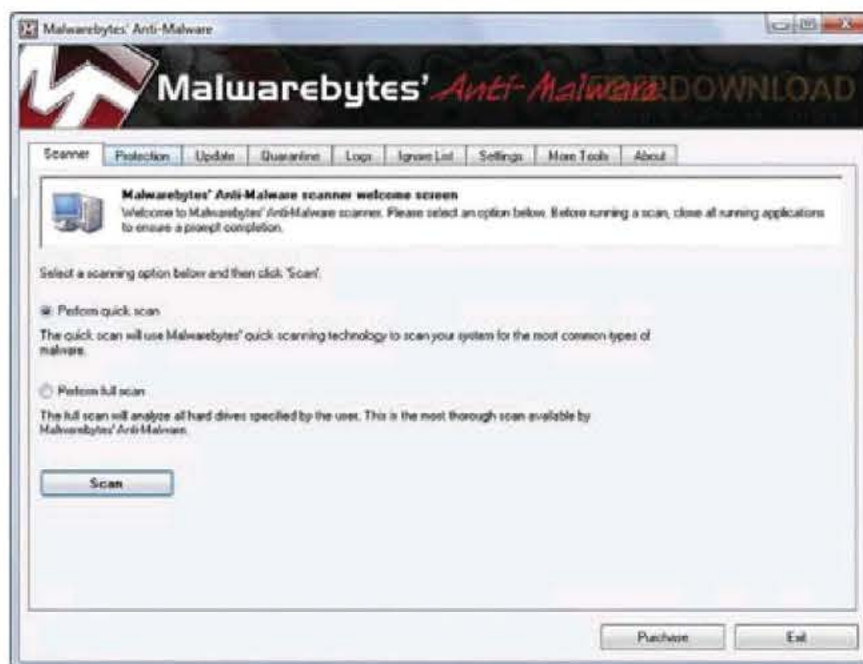 Malwarebytes' Anti-Malware
Malwarebytes' Anti-Malware
DOWNLOAD
Scanner Protection Update Quarantine Logs Ignore List Settings More Tools About
Malwarebytes' Anti-Malware scanner welcome screen
Welcome to Malwarebytes' Anti-Malware scanner. Please select an option below. Before running a scan, close all running applications
to ensure a prompt completion.
Select a scanning option below and then click 'Scan'.
Perform quick scan
The quick scan will use Malwarebytes' quick scanning technology to scan your system for the most common types of
malware.
Perform full scan
The full scan will analyze all hard drives specified by the user. This is the most thorough scan available by
Malwarebytes' Anti-Malware.
Scan
Purchase Exit